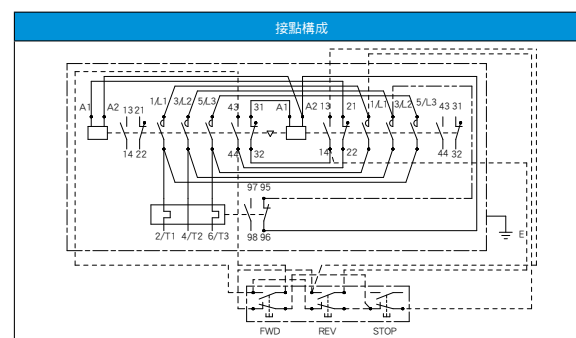 接點構成
A1 A2 13 21 1/L1 3/L2 5/L3 43 31 A1 A2 13 21 1/L1 3/L2 5/L3 43 31
14 22 44 32 14 22 44 32
97 95
2/T1 4/T2 6/T3 98 96 E
FWD REV STOP